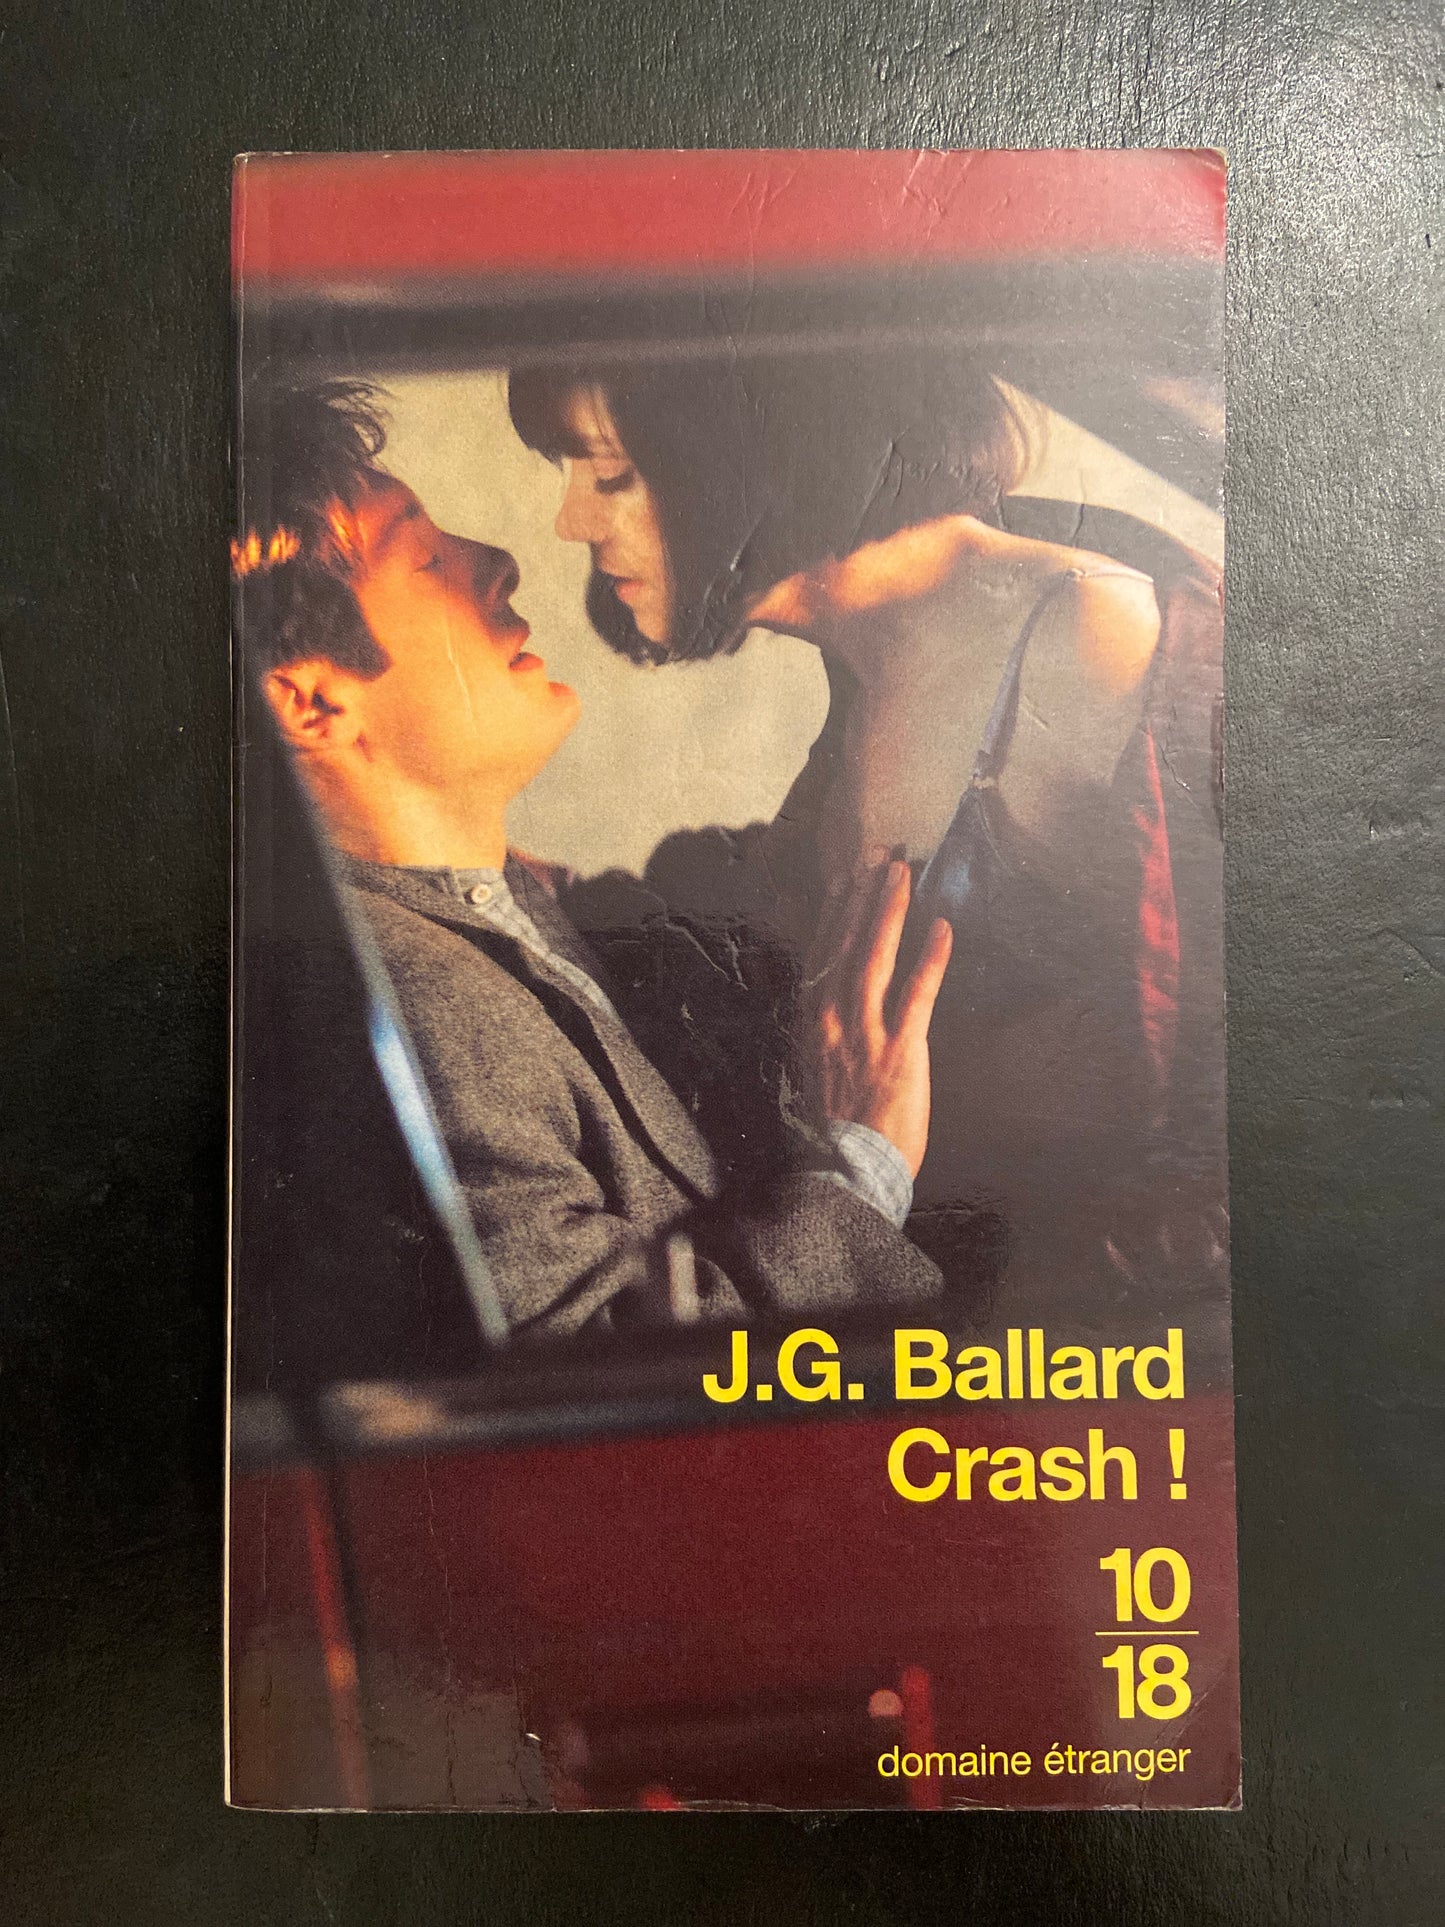 J.G. Ballard
Crash !
10
18
domaine étranger